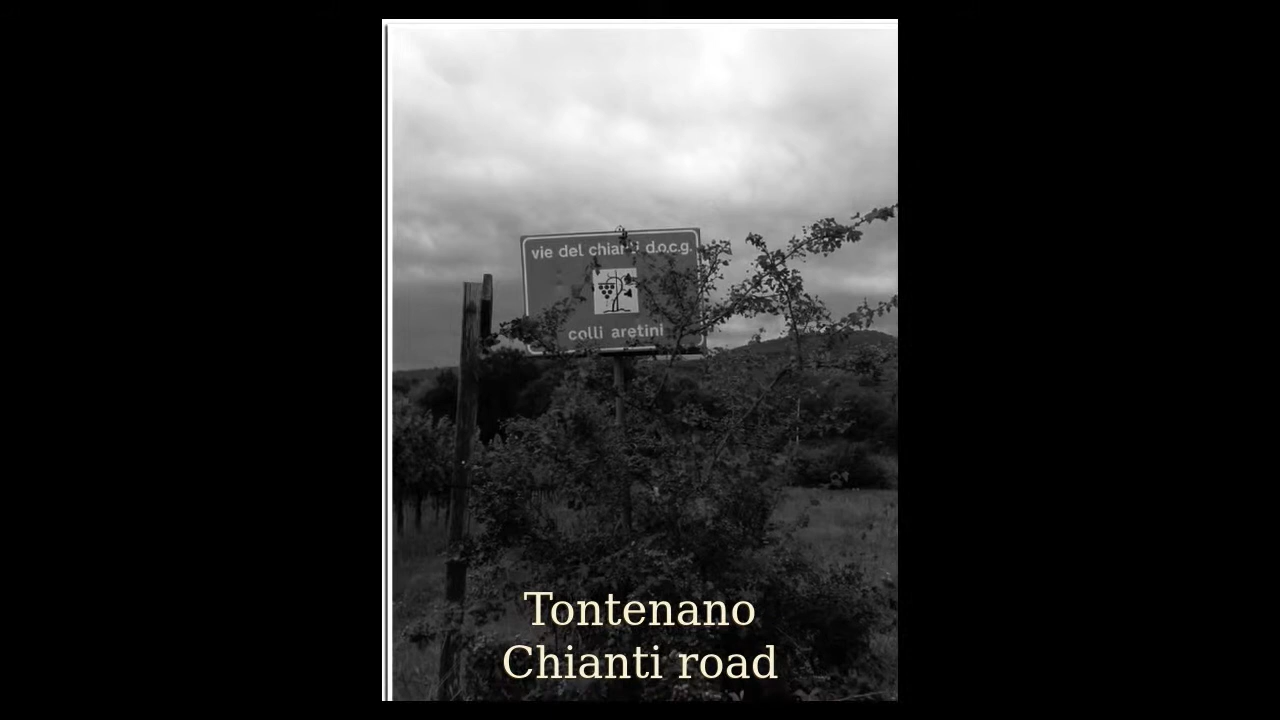 vie del chianti d.o.c.g.
colli aretini
Tontenano
Chianti road